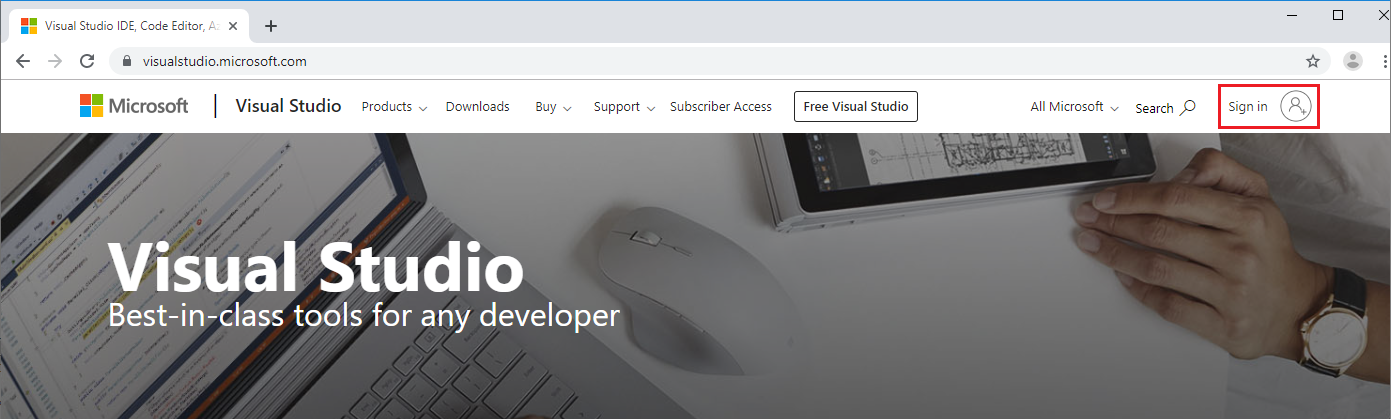 Visual Studio IDE, Code Editor, Az
visualstudio.microsoft.com
Microsoft Visual Studio Products Downloads Buy Support Subscriber Access Free Visual Studio All Microsoft Search Sign in
Visual Studio
Best-in-class tools for any developer